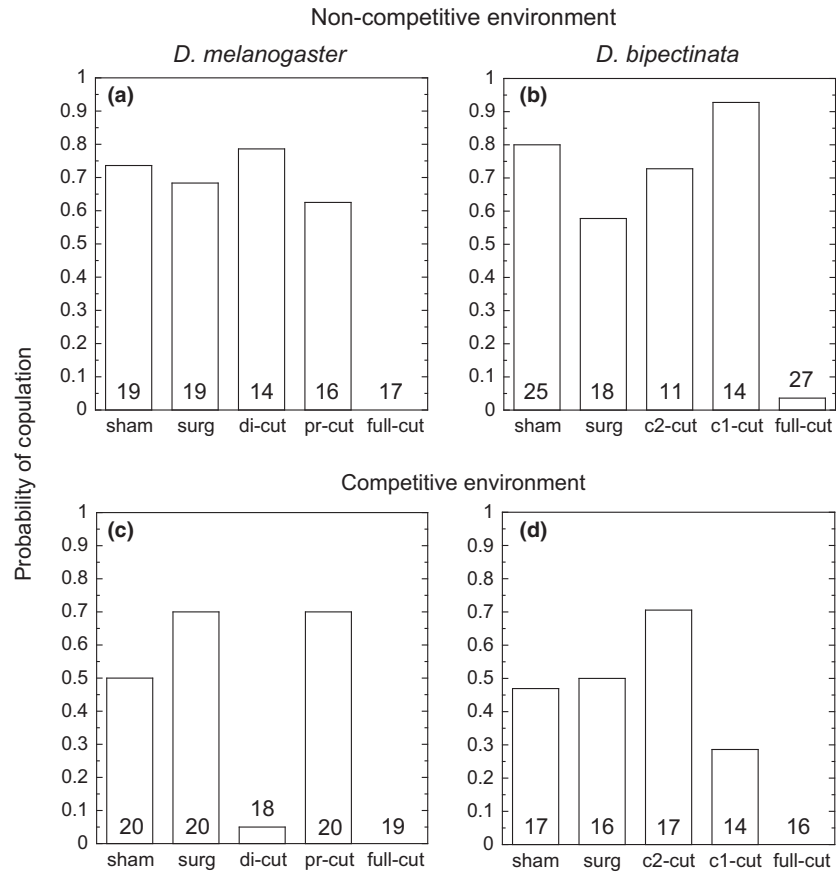 Non-competitive environment
D. melanogaster
D. bipectinata
Probability of copulation
(a)
1
0.9
0.8
0.7
0.6
0.5
0.4
0.3
0.2
0.1
0
19 19 14 16 17
sham surg di-cut pr-cut full-cut
(b)
1
0.9
0.8
0.7
0.6
0.5
0.4
0.3
0.2
0.1
0
25 18 11 14 27
sham surg c2-cut c1-cut full-cut
Competitive environment
(c)
1
0.9
0.8
0.7
0.6
0.5
0.4
0.3
0.2
0.1
0
20 20 18 20 19
sham surg di-cut pr-cut full-cut
(d)
1
0.9
0.8
0.7
0.6
0.5
0.4
0.3
0.2
0.1
0
17 16 17 14 16
sham surg c2-cut c1-cut full-cut